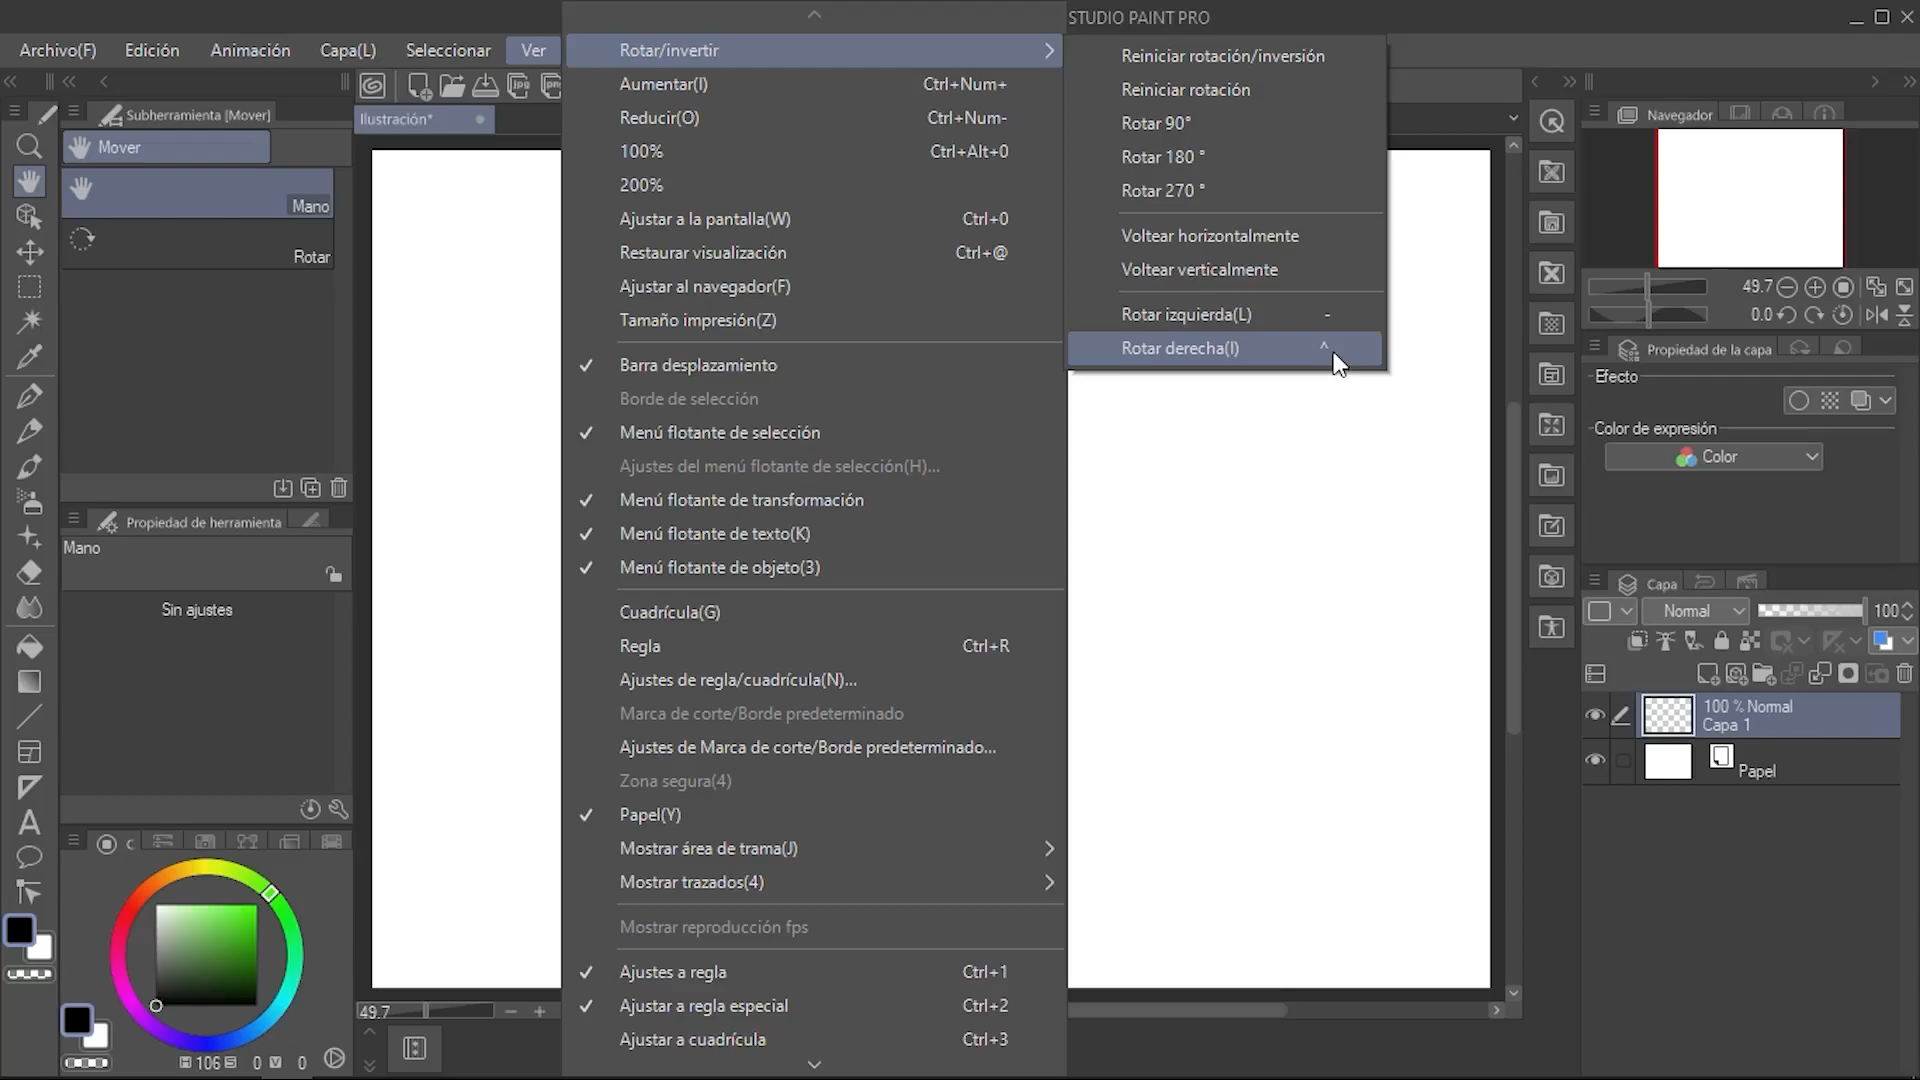 STUDIO PAINT PRO
Archivo(F) Edición Animación Capa(L) Seleccionar Ver
Subherramienta [Mover]
Mover
Mano
Rotar
Propiedad de herramienta
Mano
Sin ajustes
106 0 0
Ilustración*
49.7
Rotar/invertir
Aumentar(I) Ctrl+Num+
Reducir(O) Ctrl+Num-
100% Ctrl+Alt+0
200%
Ajustar a la pantalla(W) Ctrl+0
Restaurar visualización Ctrl+@
Ajustar al navegador(F)
Tamaño impresión(Z)
Barra desplazamiento
Borde de selección
Menú flotante de selección
Ajustes del menú flotante de selección(H)...
Menú flotante de transformación
Menú flotante de texto(K)
Menú flotante de objeto(3)
Cuadrícula(G)
Regla Ctrl+R
Ajustes de regla/cuadrícula(N)...
Marca de corte/Borde predeterminado
Ajustes de Marca de corte/Borde predeterminado...
Zona segura(4)
Papel(Y)
Mostrar área de trama(J)
Mostrar trazados(4)
Mostrar reproducción fps
Ajustes a regla Ctrl+1
Ajustar a regla especial Ctrl+2
Ajustar a cuadrícula Ctrl+3
Reiniciar rotación/inversión
Reiniciar rotación
Rotar 90°
Rotar 180 °
Rotar 270 °
Voltear horizontalmente
Voltear verticalmente
Rotar izquierda(L) -
Rotar derecha(I) ^
Navegador
49.7
0.0
Propiedad de la capa
Efecto
Color de expresión
Color
Capa
Normal 100
100 % Normal
Capa 1
Papel